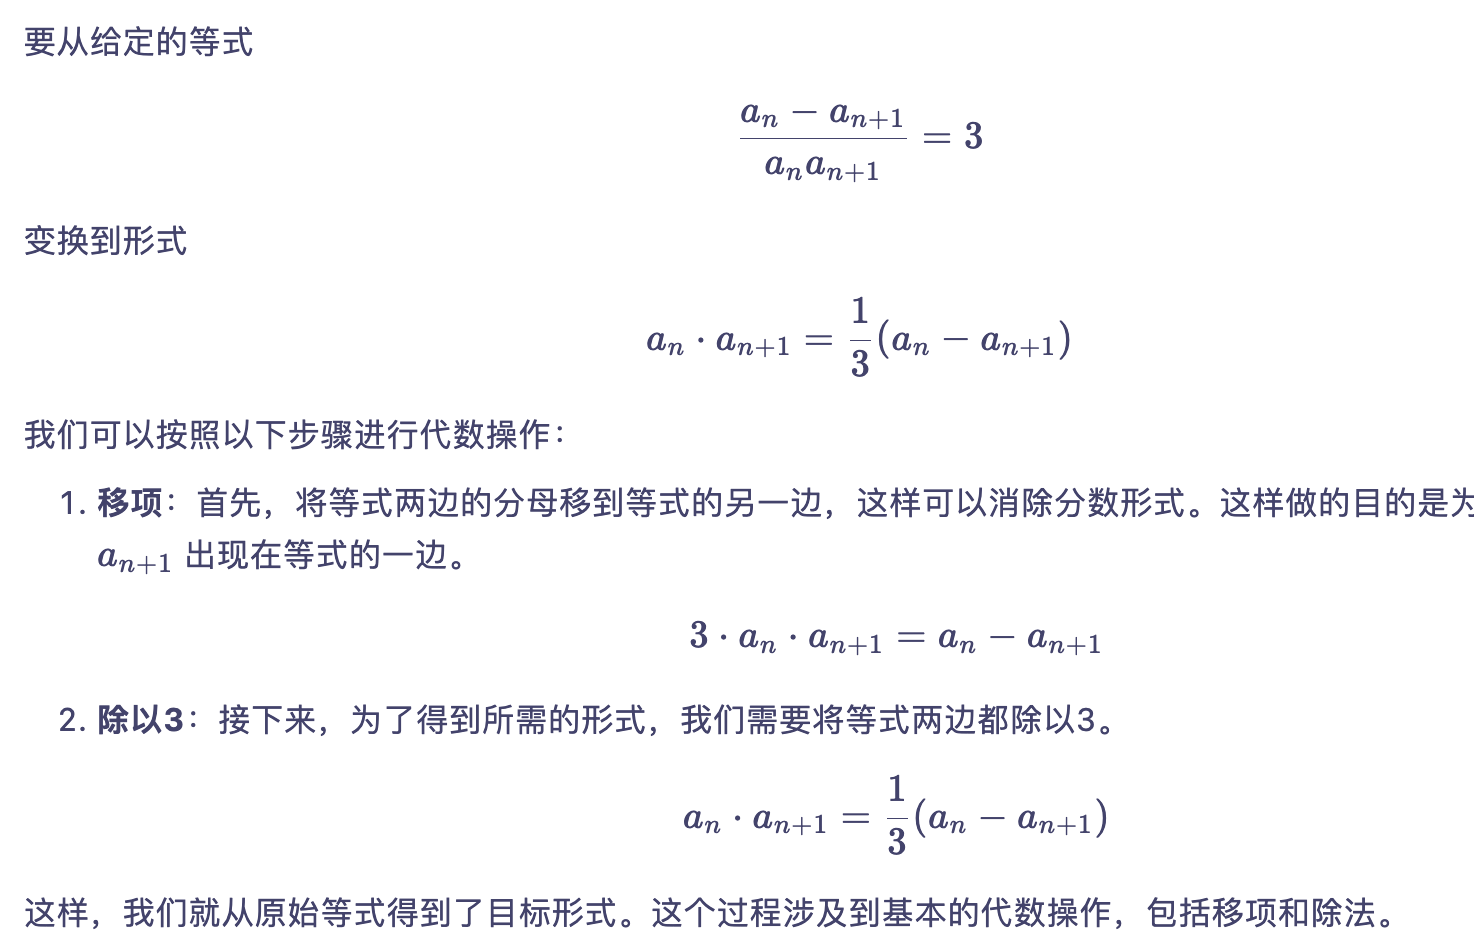 要从给定的等式
\frac{a_n - a_{n+1}}{a_n a_{n+1}} = 3
变换到形式
a_n \cdot a_{n+1} = \frac{1}{3}(a_n - a_{n+1})
我们可以按照以下步骤进行代数操作：
1. 移项：首先，将等式两边的分母移到等式的另一边，这样可以消除分数形式。这样做的目的是为
a_{n+1} 出现在等式的一边。
3 \cdot a_n \cdot a_{n+1} = a_n - a_{n+1}
2. 除以3：接下来，为了得到所需的形式，我们需要将等式两边都除以3。
a_n \cdot a_{n+1} = \frac{1}{3}(a_n - a_{n+1})
这样，我们就从原始等式得到了目标形式。这个过程涉及到基本的代数操作，包括移项和除法。